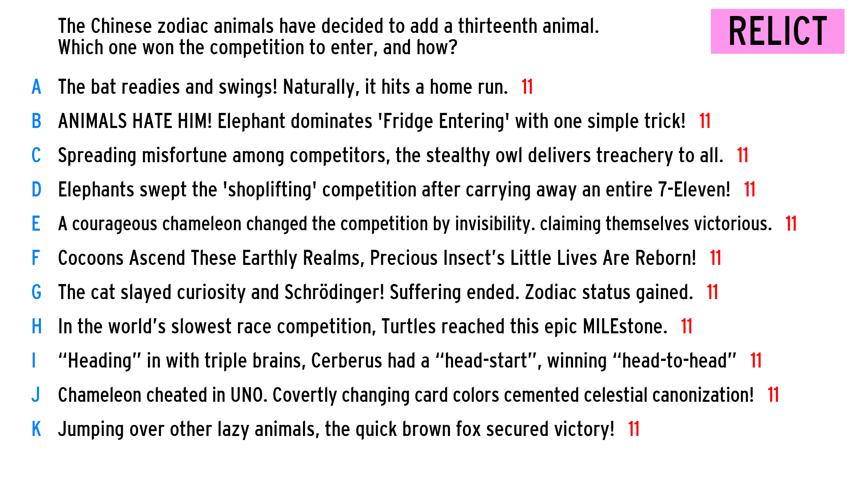 The Chinese zodiac animals have decided to add a thirteenth animal.
Which one won the competition to enter, and how?
RELICT
A The bat readies and swings! Naturally, it hits a home run. 11
B ANIMALS HATE HIM! Elephant dominates 'Fridge Entering' with one simple trick! 11
C Spreading misfortune among competitors, the stealthy owl delivers treachery to all. 11
D Elephants swept the 'shoplifting' competition after carrying away an entire 7-Eleven! 11
E A courageous chameleon changed the competition by invisibility. claiming themselves victorious. 11
F Cocoons Ascend These Earthly Realms, Precious Insect’s Little Lives Are Reborn! 11
G The cat slayed curiosity and Schrödinger! Suffering ended. Zodiac status gained. 11
H In the world’s slowest race competition, Turtles reached this epic MILEstone. 11
I “Heading” in with triple brains, Cerberus had a “head-start”, winning “head-to-head” 11
J Chameleon cheated in UNO. Covertly changing card colors cemented celestial canonization! 11
K Jumping over other lazy animals, the quick brown fox secured victory! 11